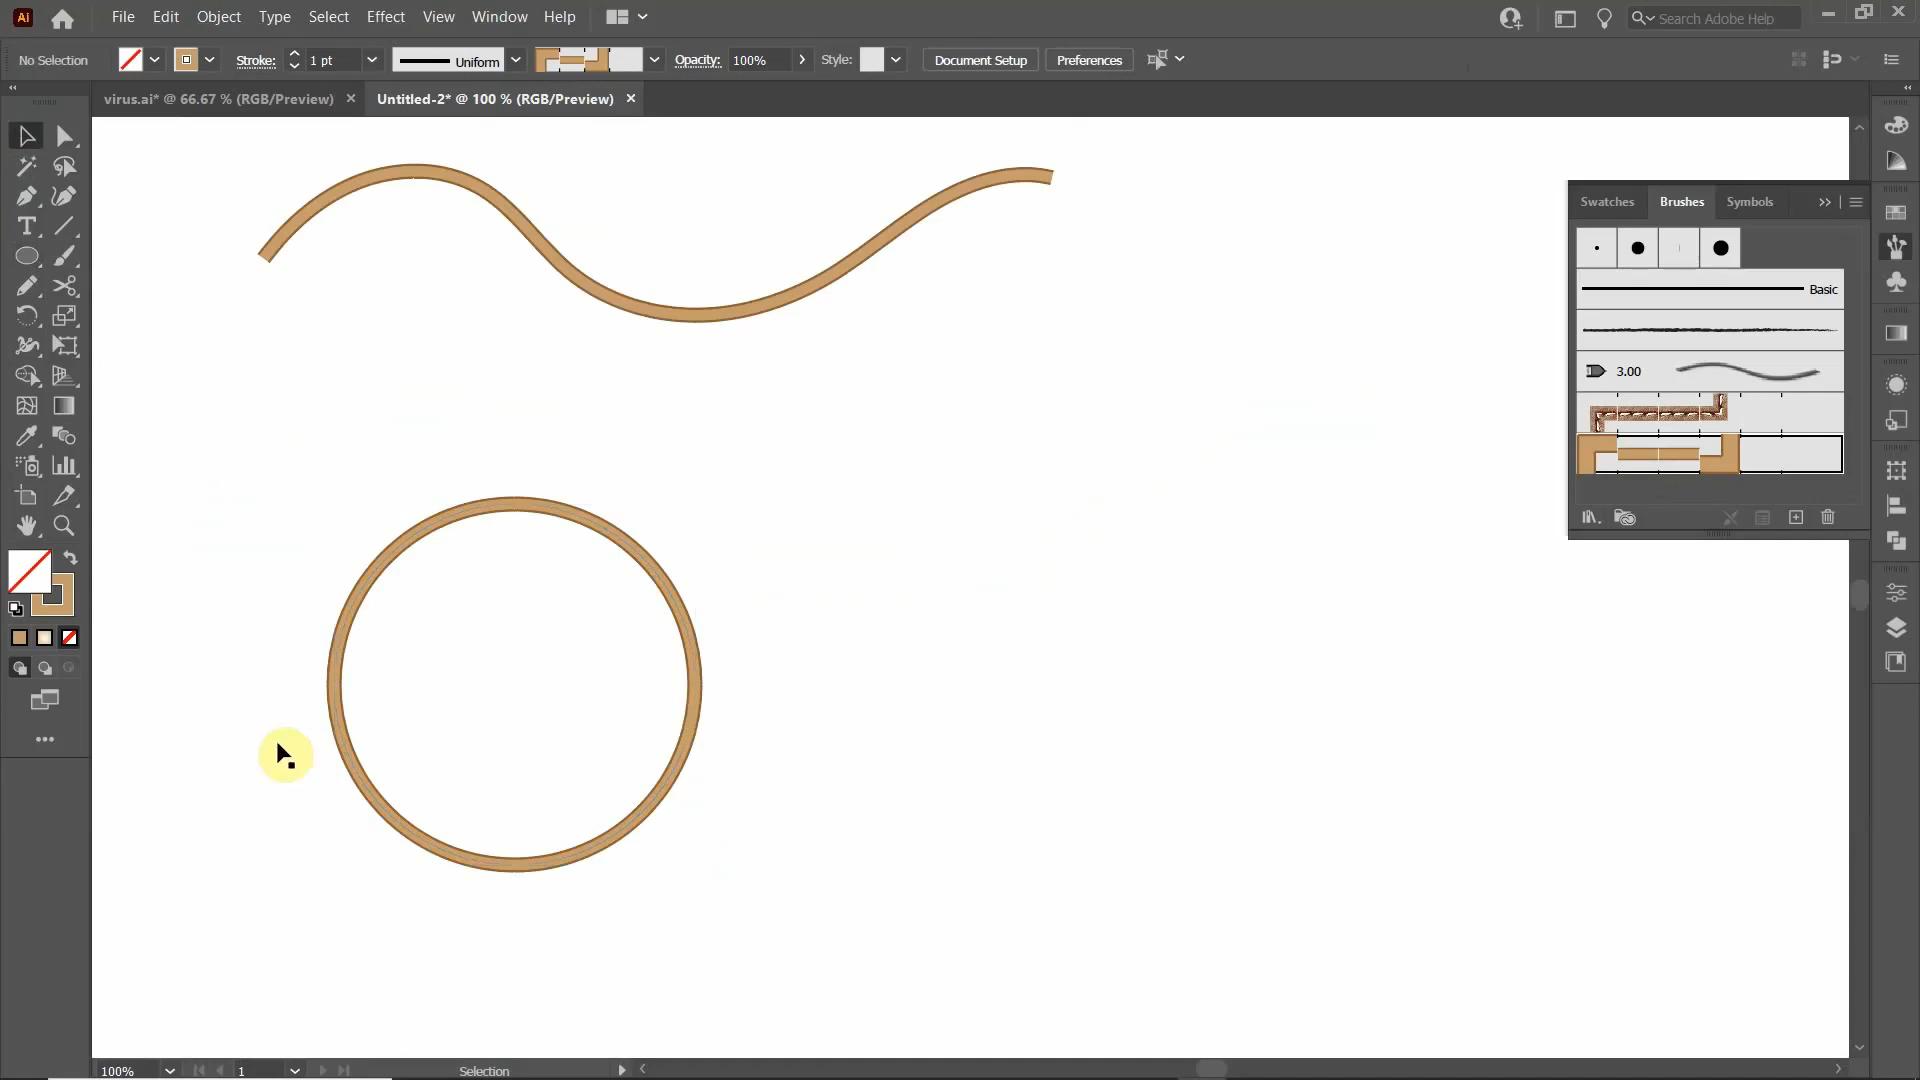 Ai File Edit Object Type Select Effect View Window Help Search Adobe Help
No Selection Stroke: 1 pt Uniform Opacity: 100% Style: Document Setup Preferences
virus.ai* @ 66.67 % (RGB/Preview) × Untitled-2* @ 100 % (RGB/Preview) ×
Swatches Brushes Symbols
Basic
3.00
100% 1 Selection